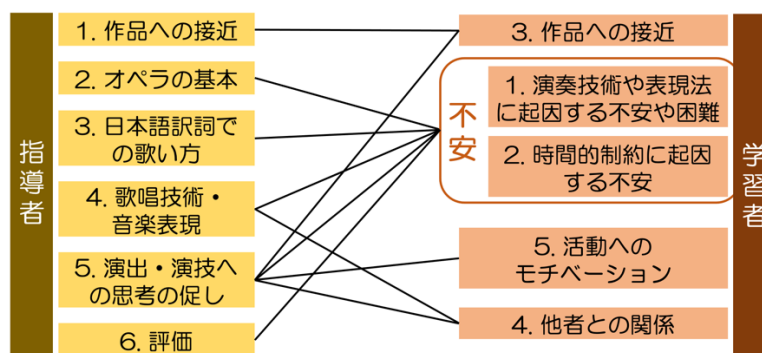 指導者
1. 作品への接近
2. オペラの基本
3. 日本語訳詞で
の歌い方
4. 歌唱技術・
音楽表現
5. 演出・演技へ
の思考の促し
6. 評価
3. 作品への接近
不安
1. 演奏技術や表現法
に起因する不安や困難
2. 時間的制約に起因
する不安
5. 活動への
モチベーション
4. 他者との関係
学習者